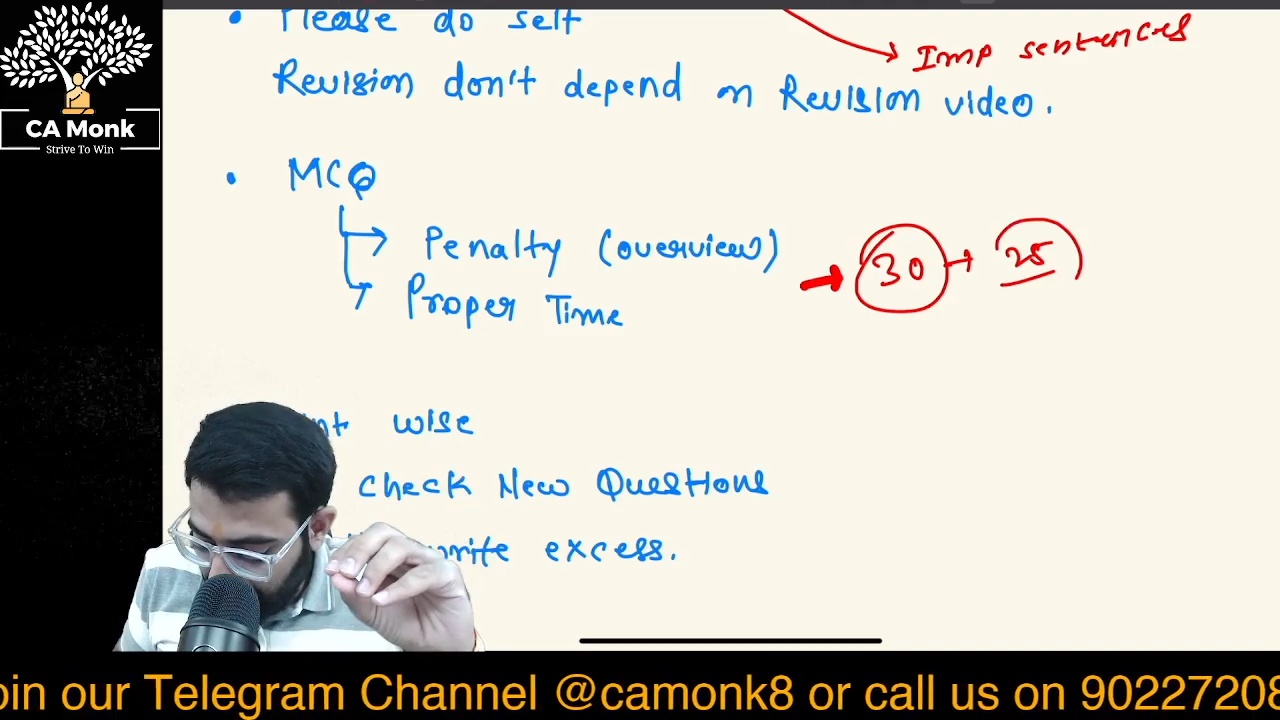 • Please do self
Imp sentences
Revision don't depend on Revision video.
CA Monk
Strive To Win
• MCQ
Penalty (overview)
30 → 25
Proper Time
wise
check New Questions
write excess.
oin our Telegram Channel @camonk8 or call us on 90227208